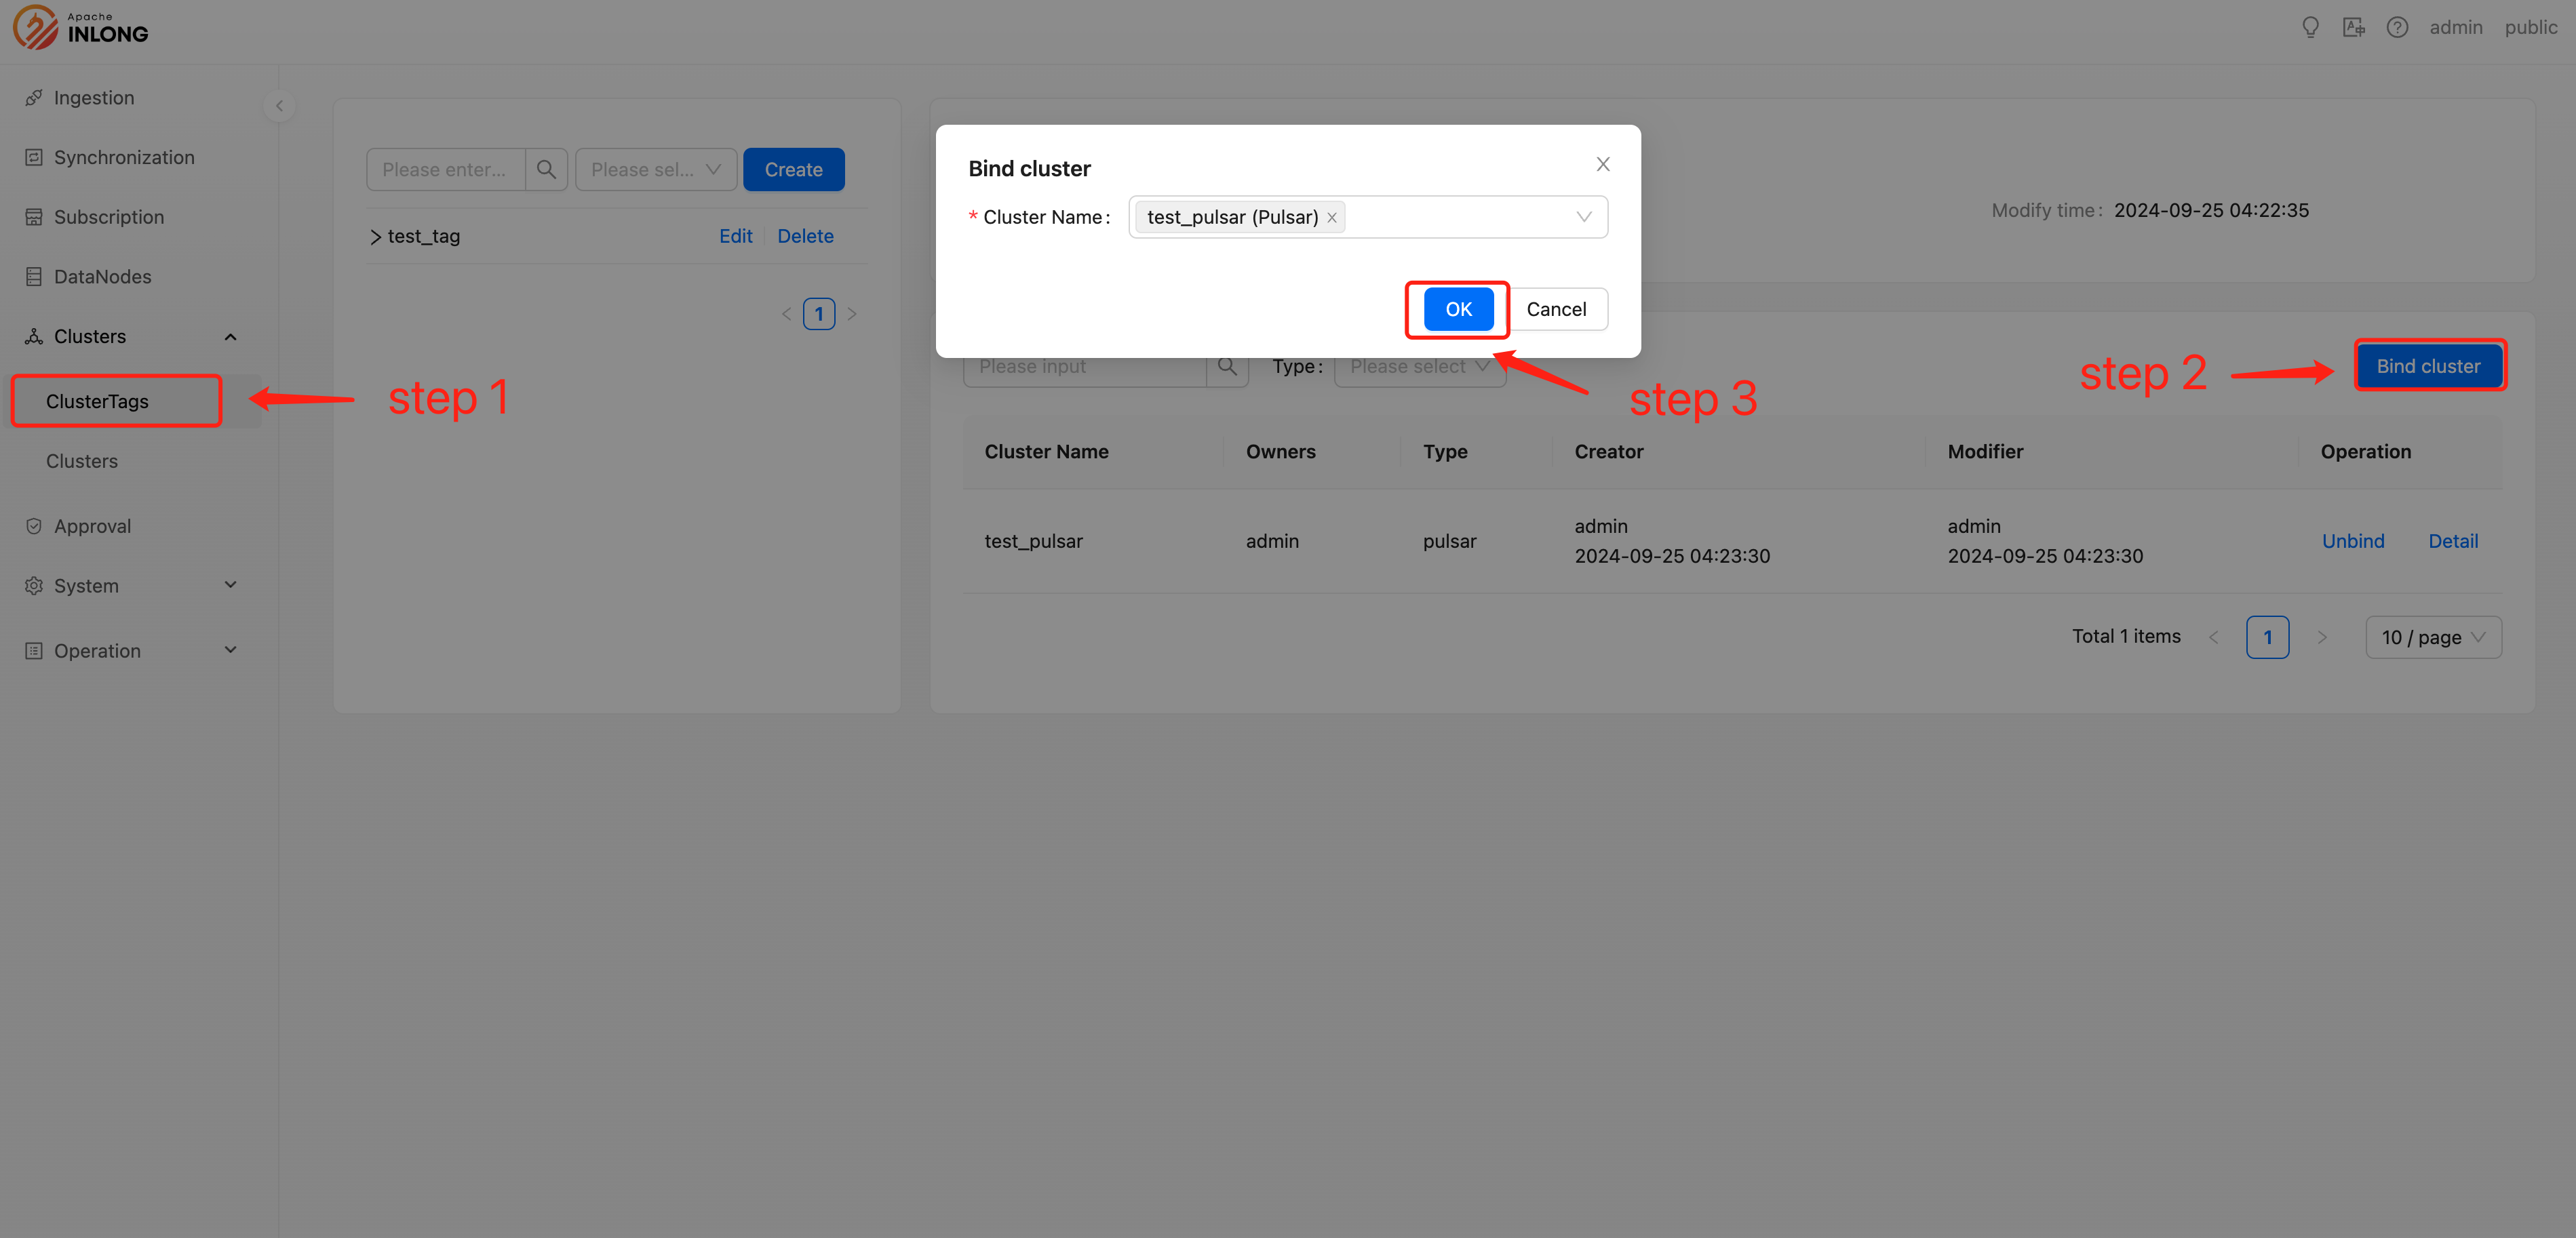 Apache
INLONG
admin public
Ingestion
Synchronization
Subscription
DataNodes
Clusters
ClusterTags
Clusters
Approval
System
Operation
step 1
Please enter...
Please sel...
Create
test_tag
Edit Delete
1
Bind cluster
* Cluster Name :
test_pulsar (Pulsar)
OK Cancel
step 3
Modify time : 2024-09-25 04:22:35
Please input
Type : Please select
step 2
Bind cluster
Cluster Name Owners Type Creator Modifier Operation
test_pulsar admin pulsar admin 2024-09-25 04:23:30 admin 2024-09-25 04:23:30 Unbind Detail
Total 1 items 1 10 / page